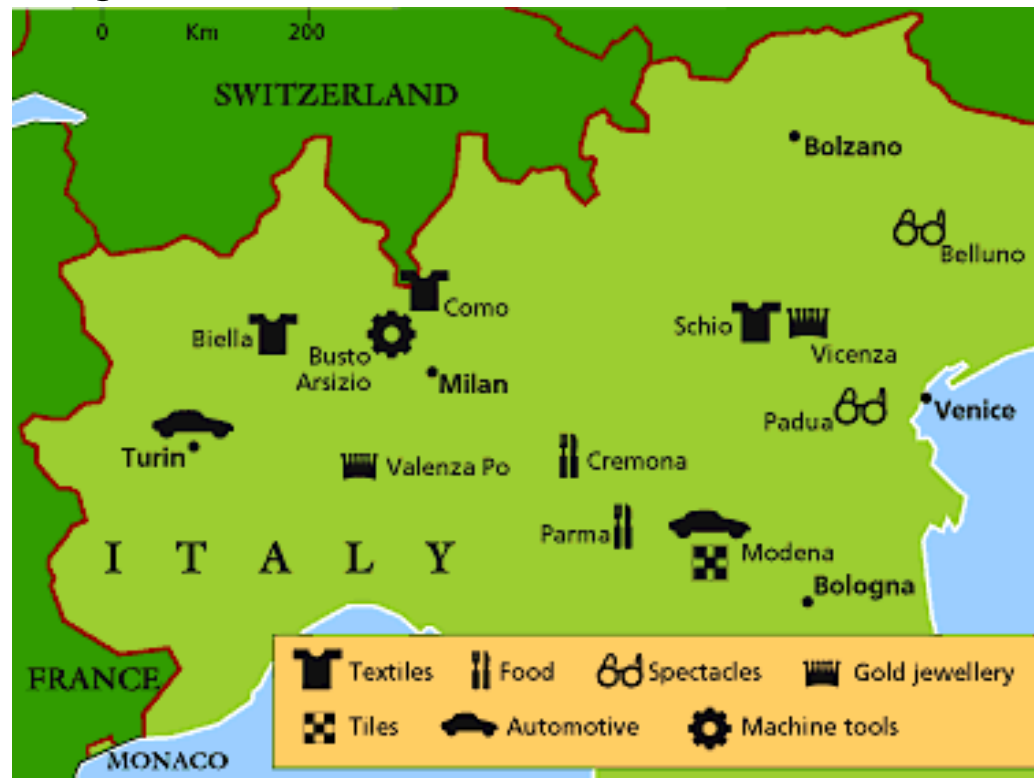 0 Km 200
SWITZERLAND
Bolzano
Belluno
Como
Biella
Busto
Arsizio
Milan
Schio
Vicenza
Padua
Venice
Turin
Valenza Po
Cremona
Parma
Modena
I T A L Y
Bologna
FRANCE
MONACO
Textiles Food Spectacles Gold jewellery
Tiles Automotive Machine tools